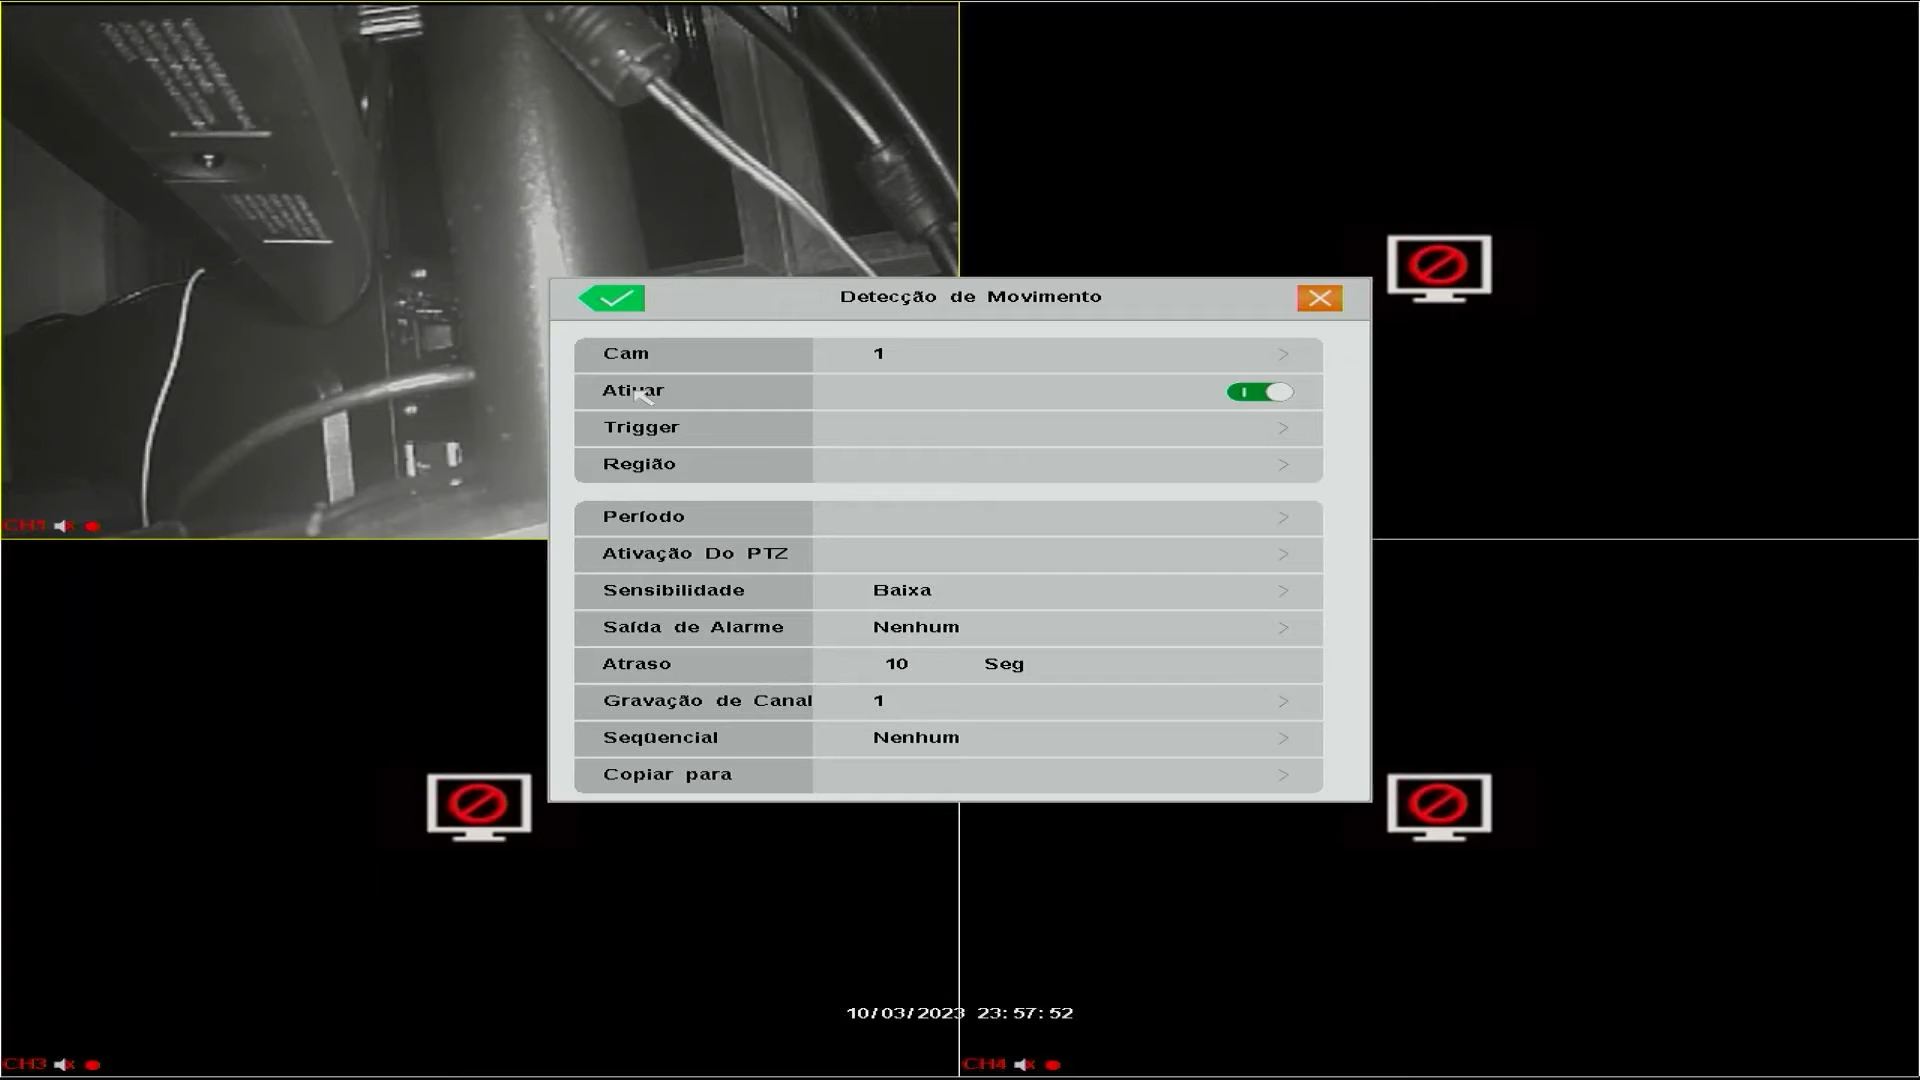 Detecção de Movimento
Cam 1
Ativar
Trigger
Região
Período
Ativação Do PTZ
Sensibilidade Baixa
Saída de Alarme Nenhum
Atraso 10 Seg
Gravação de Canal 1
Seqüencial Nenhum
Copiar para
CH1
10/03/2023 23:57:52
CH3
CH4